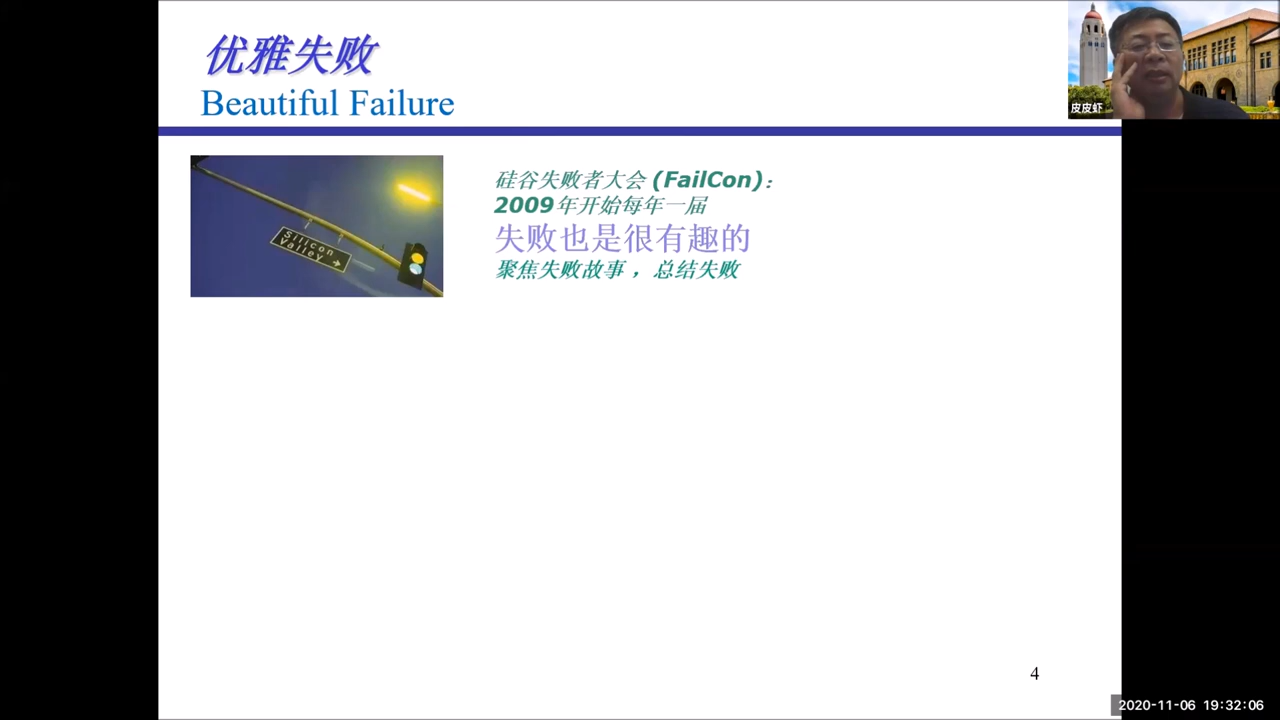 优雅失败
Beautiful Failure
皮皮虾
Silicon
Valley
硅谷失败者大会 (FailCon)：
2009年开始每年一届
失败也是很有趣的
聚焦失败故事 ，总结失败
4
2020-11-06 19:32:06